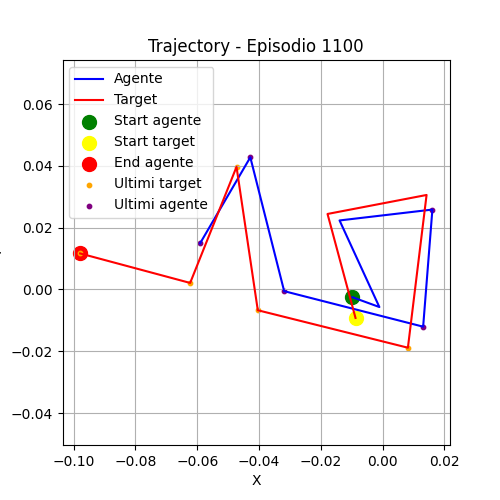 Trajectory - Episodio 1100
Agente
Target
Start agente
Start target
End agente
Ultimi target
Ultimi agente
0.06
0.04
0.02
0.00
−0.02
−0.04
−0.10
−0.08
−0.06
−0.04
−0.02
0.00
0.02
X